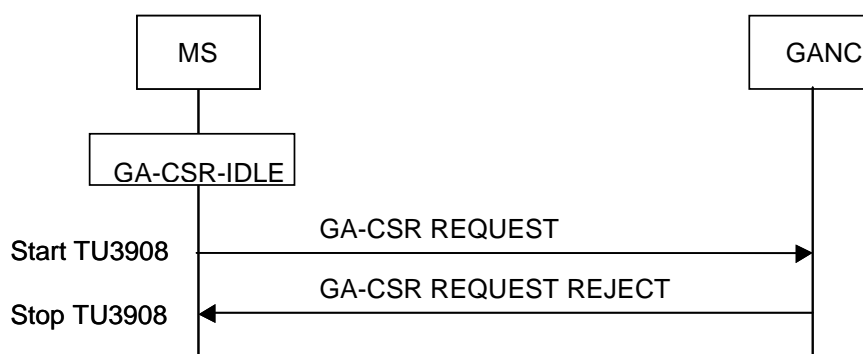 MS
GANC
GA-CSR-IDLE
GA-CSR REQUEST
Start TU3908
GA-CSR REQUEST REJECT
Stop TU3908